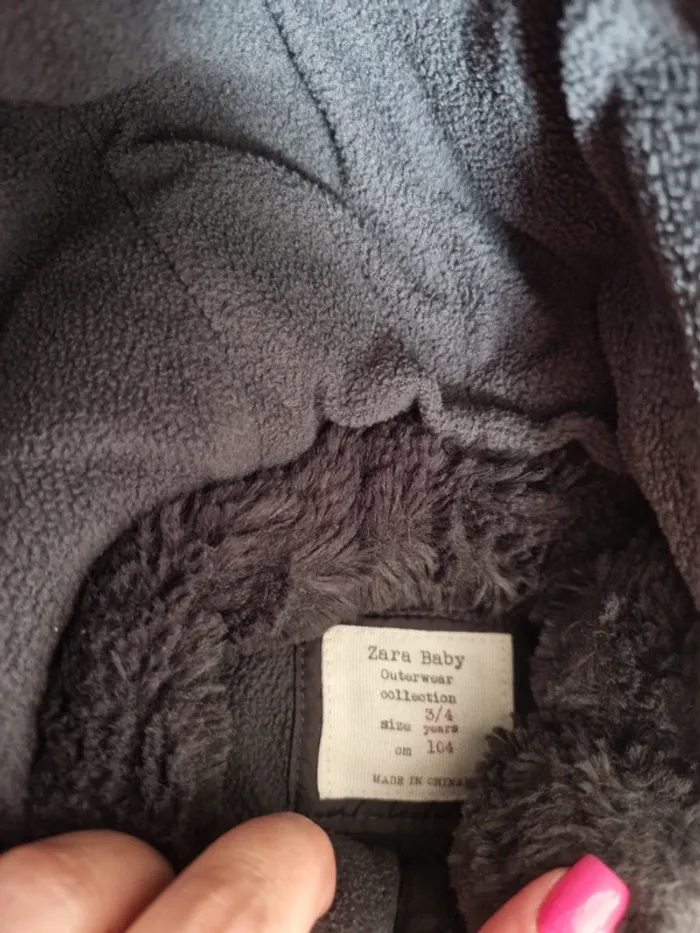 Zara Baby
Outerwear
collection
3/4
size years
cm 104
MADE IN CHINA